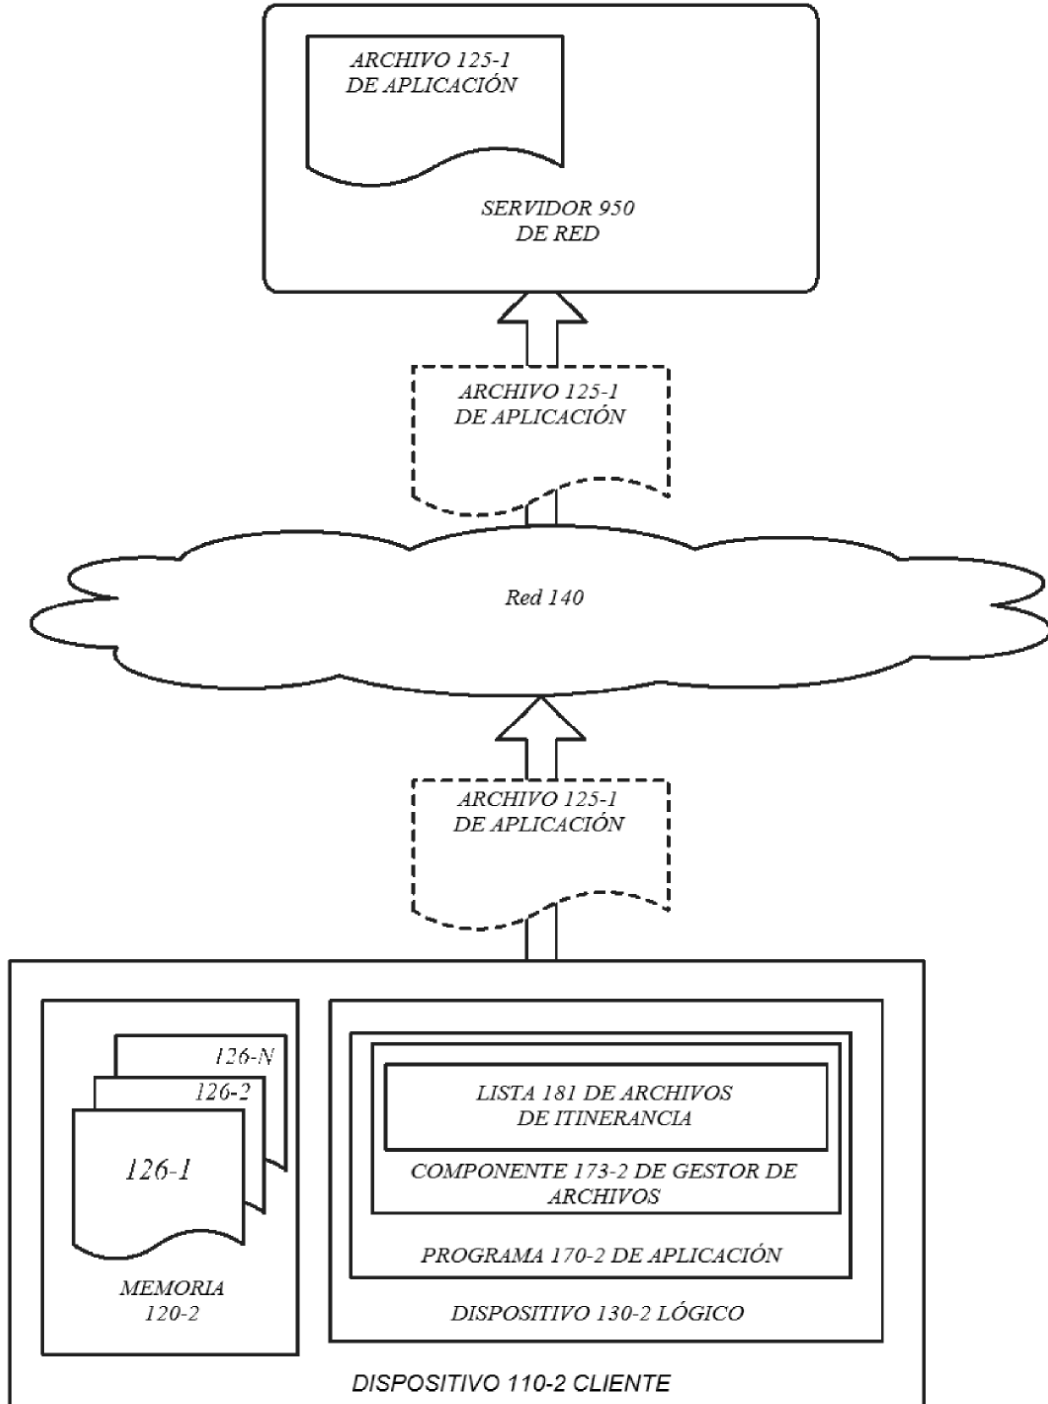 ARCHIVO 125-1
DE APLICACIÓN
SERVIDOR 950
DE RED
ARCHIVO 125-1
DE APLICACIÓN
Red 140
ARCHIVO 125-1
DE APLICACIÓN
126-N
126-2
126-1
MEMORIA
120-2
LISTA 181 DE ARCHIVOS
DE ITINERANCIA
COMPONENTE 173-2 DE GESTOR DE
ARCHIVOS
PROGRAMA 170-2 DE APLICACIÓN
DISPOSITIVO 130-2 LÓGICO
DISPOSITIVO 110-2 CLIENTE